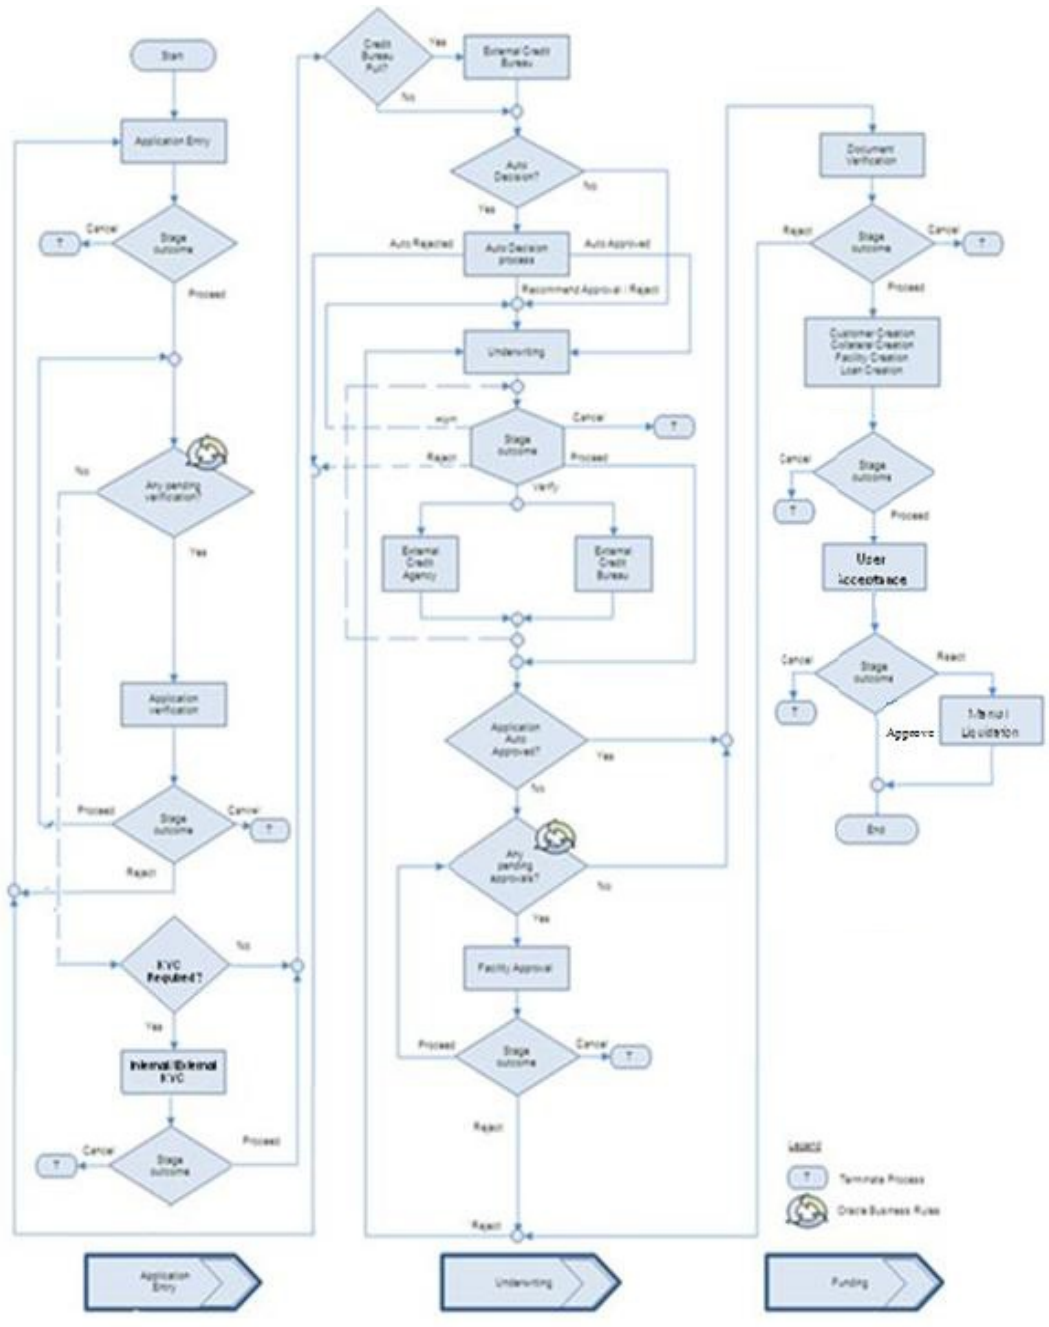 Start
Application Entry
Cancel
T
Stage
outcome
Proceed
No
Any pending
verification?
Yes
Application
verification
Proceed
Stage
outcome
Cancel
T
Reject
KYC
Required?
No
Yes
Internal/External
KYC
Cancel
T
Stage
outcome
Proceed
Application
Entry
Credit
Bureau
Pull?
Yes
External Credit
Bureau
No
Auto
Decision?
No
Yes
Auto Rejected
Auto Decision
process
Auto Approved
Recommend Approval / Reject
Underwriting
Stage
outcome
Cancel
T
Reject
Proceed
Verify
External
Credit
Agency
External
Credit
Bureau
Application
Auto
Approved?
Yes
No
Any
pending
approvals?
No
Yes
Facility Approval
Proceed
Stage
outcome
Cancel
T
Reject
Reject
Underwriting
Document
Verification
Reject
Stage
outcome
Cancel
T
Proceed
Customer Creation
Collateral Creation
Facility Creation
Loan Creation
Cancel
T
Stage
outcome
Proceed
User
Acceptance
Cancel
T
Stage
outcome
Reject
Approve
Manual
Liquidation
End
Legend
T
Terminate Process
Oracle Business Rules
Funding